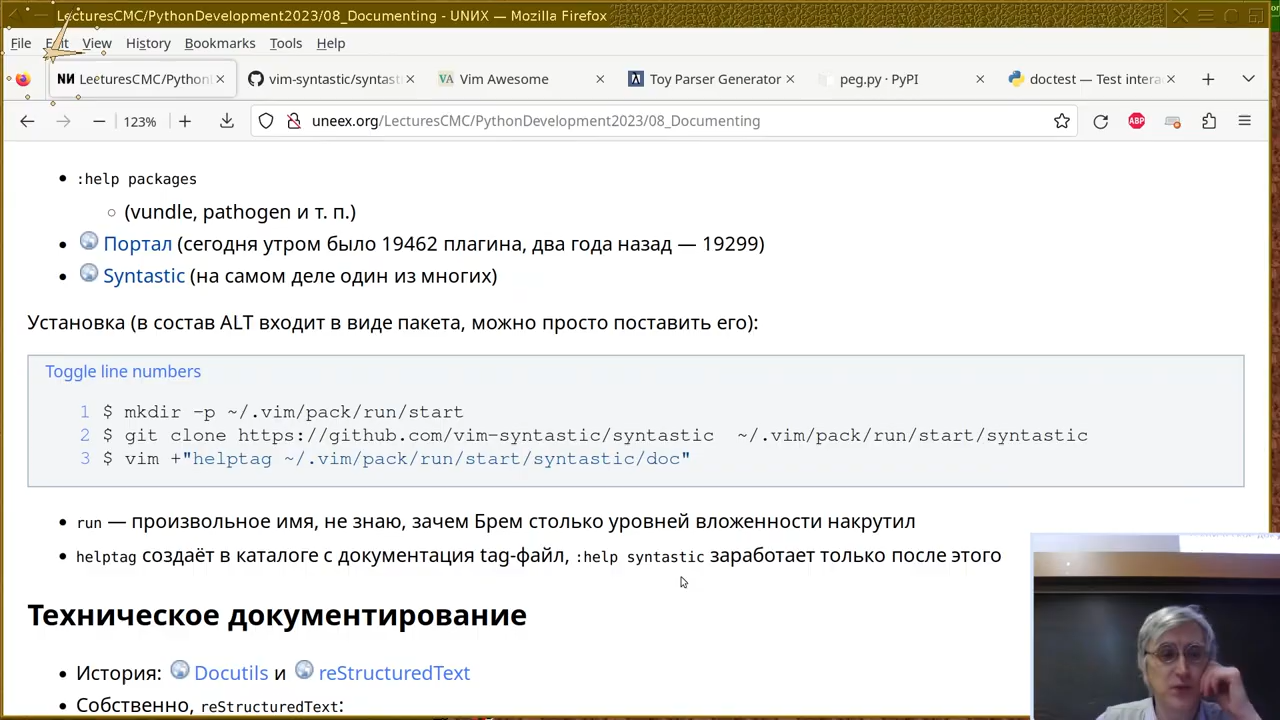 LecturesCMC/PythonDevelopment2023/08_Documenting - UNИX — Mozilla Firefox
File Edit View History Bookmarks Tools Help
NИ LecturesCMC/Python
vim-syntastic/syntast
VA Vim Awesome
Toy Parser Generator
peg.py · PyPI
doctest — Test intera
123%
uneex.org/LecturesCMC/PythonDevelopment2023/08_Documenting
ABP
:help packages
(vundle, pathogen и т. п.)
Портал (сегодня утром было 19462 плагина, два года назад — 19299)
Syntastic (на самом деле один из многих)
Установка (в состав ALT входит в виде пакета, можно просто поставить его):
Toggle line numbers
1 $ mkdir -p ~/.vim/pack/run/start
2 $ git clone https://github.com/vim-syntastic/syntastic ~/.vim/pack/run/start/syntastic
3 $ vim +"helptag ~/.vim/pack/run/start/syntastic/doc"
run — произвольное имя, не знаю, зачем Брем столько уровней вложенности накрутил
helptag создаёт в каталоге с документация tag-файл, :help syntastic заработает только после этого
Техническое документирование
История: Docutils и reStructuredText
Собственно, reStructuredText: